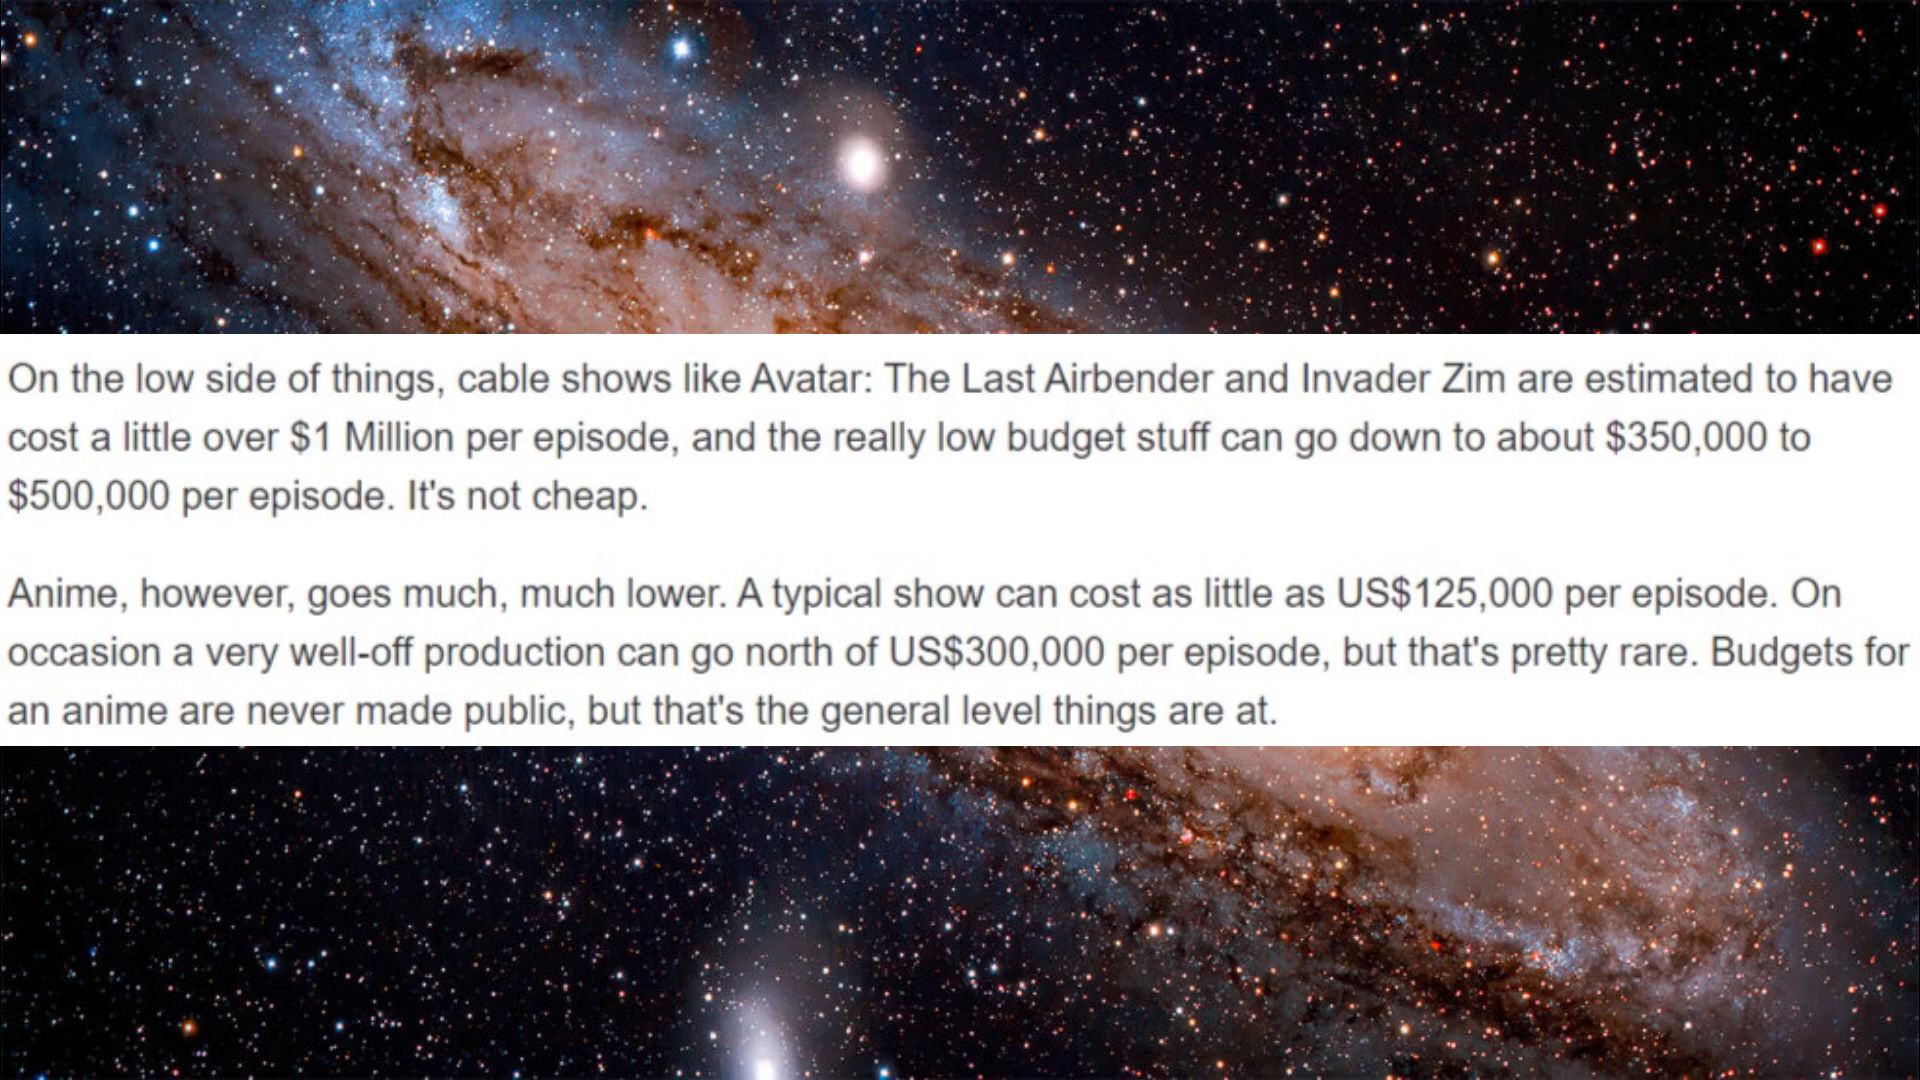 On the low side of things, cable shows like Avatar: The Last Airbender and Invader Zim are estimated to have
cost a little over $1 Million per episode, and the really low budget stuff can go down to about $350,000 to
$500,000 per episode. It's not cheap.
Anime, however, goes much, much lower. A typical show can cost as little as US$125,000 per episode. On
occasion a very well-off production can go north of US$300,000 per episode, but that's pretty rare. Budgets for
an anime are never made public, but that's the general level things are at.